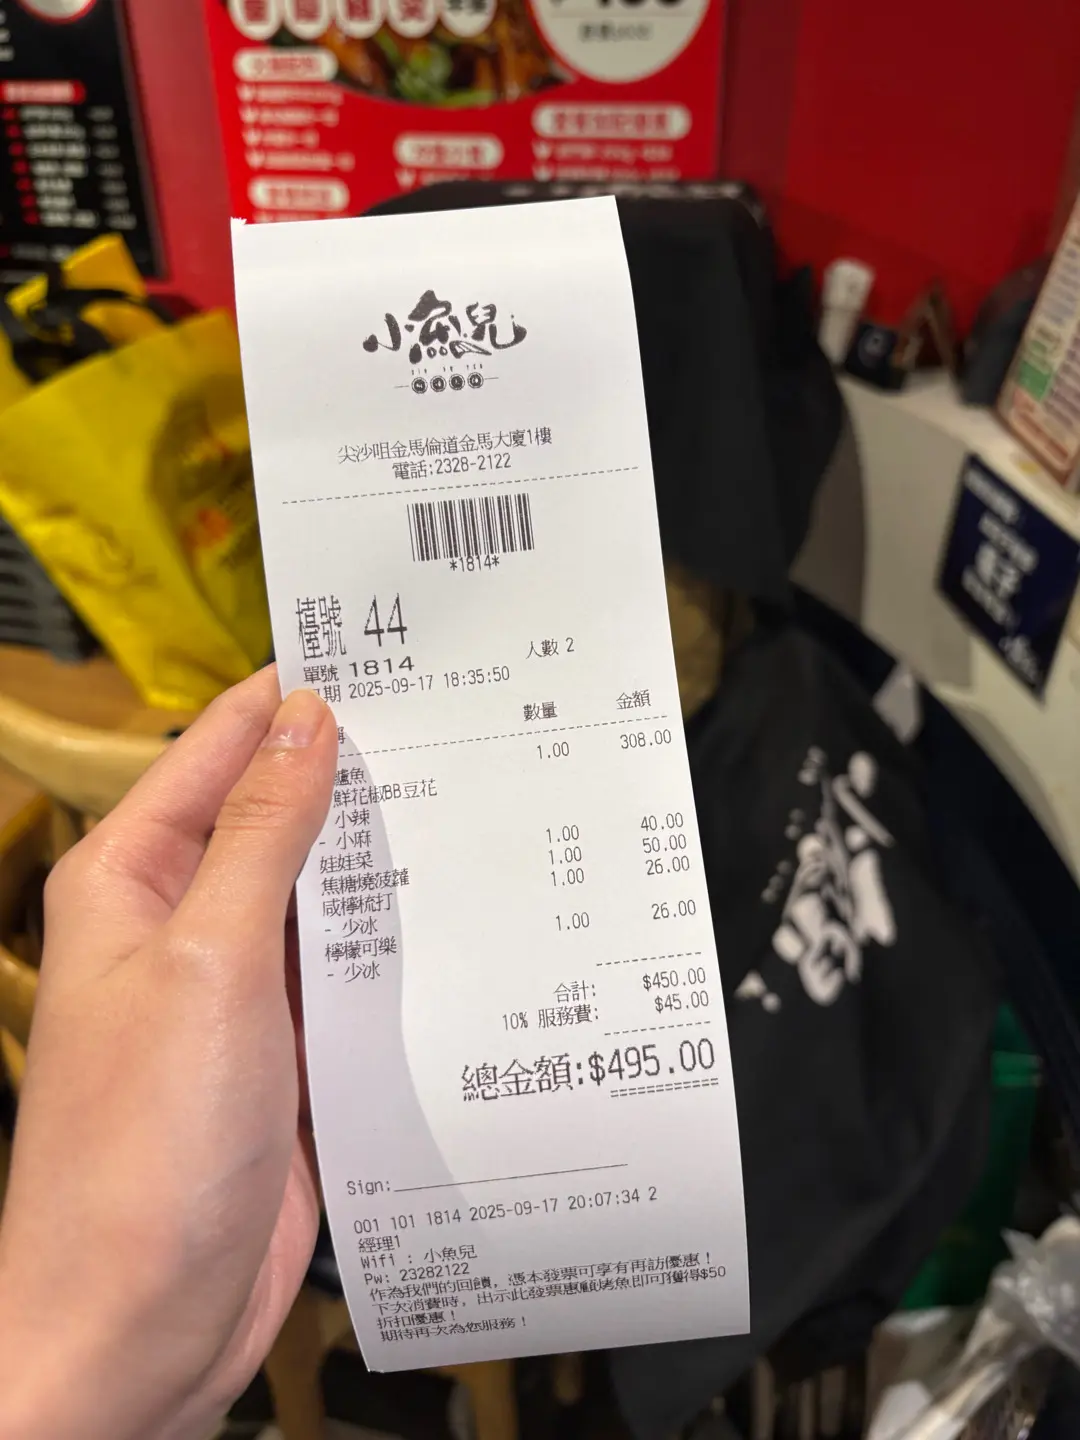 小魚兒
SIU YU YEE
尖沙咀金馬倫道金馬大廈1樓
電話:2328-2122
*1814*
檯號 44
單號 1814
人數 2
期 2025-09-17 18:35:50
數量 金額
鱸魚 1.00 308.00
鮮花椒BB豆花
- 小辣
- 小麻
娃娃菜 1.00 40.00
焦糖燒菠蘿 1.00 50.00
咸檸梳打 1.00 26.00
- 少冰
檸檬可樂 1.00 26.00
- 少冰
合計: $450.00
10% 服務費: $45.00
總金額:$495.00
Sign:
001 101 1814 2025-09-17 20:07:34 2
經理1
Wifi : 小魚兒
Pw: 23282122
作為我們的回饋，憑本發票可享有再訪優惠！
下次消費時，出示此發票惠顧烤魚即可獲得$50
折扣優惠！
期待再次為您服務！
小魚兒